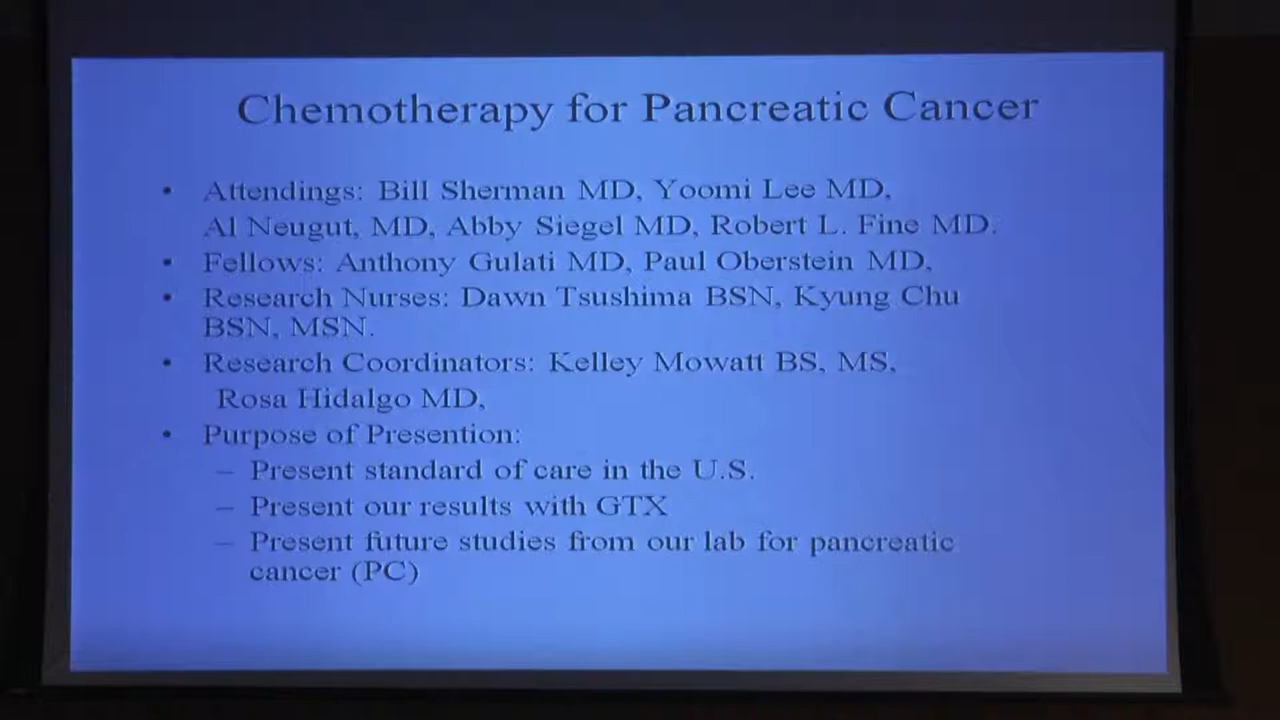 Chemotherapy for Pancreatic Cancer
• Attendings: Bill Sherman MD, Yoomi Lee MD,
Al Neugut, MD, Abby Siegel MD, Robert L. Fine MD.
• Fellows: Anthony Gulati MD, Paul Oberstein MD,
• Research Nurses: Dawn Tsushima BSN, Kyung Chu
BSN, MSN.
• Research Coordinators: Kelley Mowatt BS, MS,
Rosa Hidalgo MD,
• Purpose of Presention:
– Present standard of care in the U.S.
– Present our results with GTX
– Present future studies from our lab for pancreatic
cancer (PC)